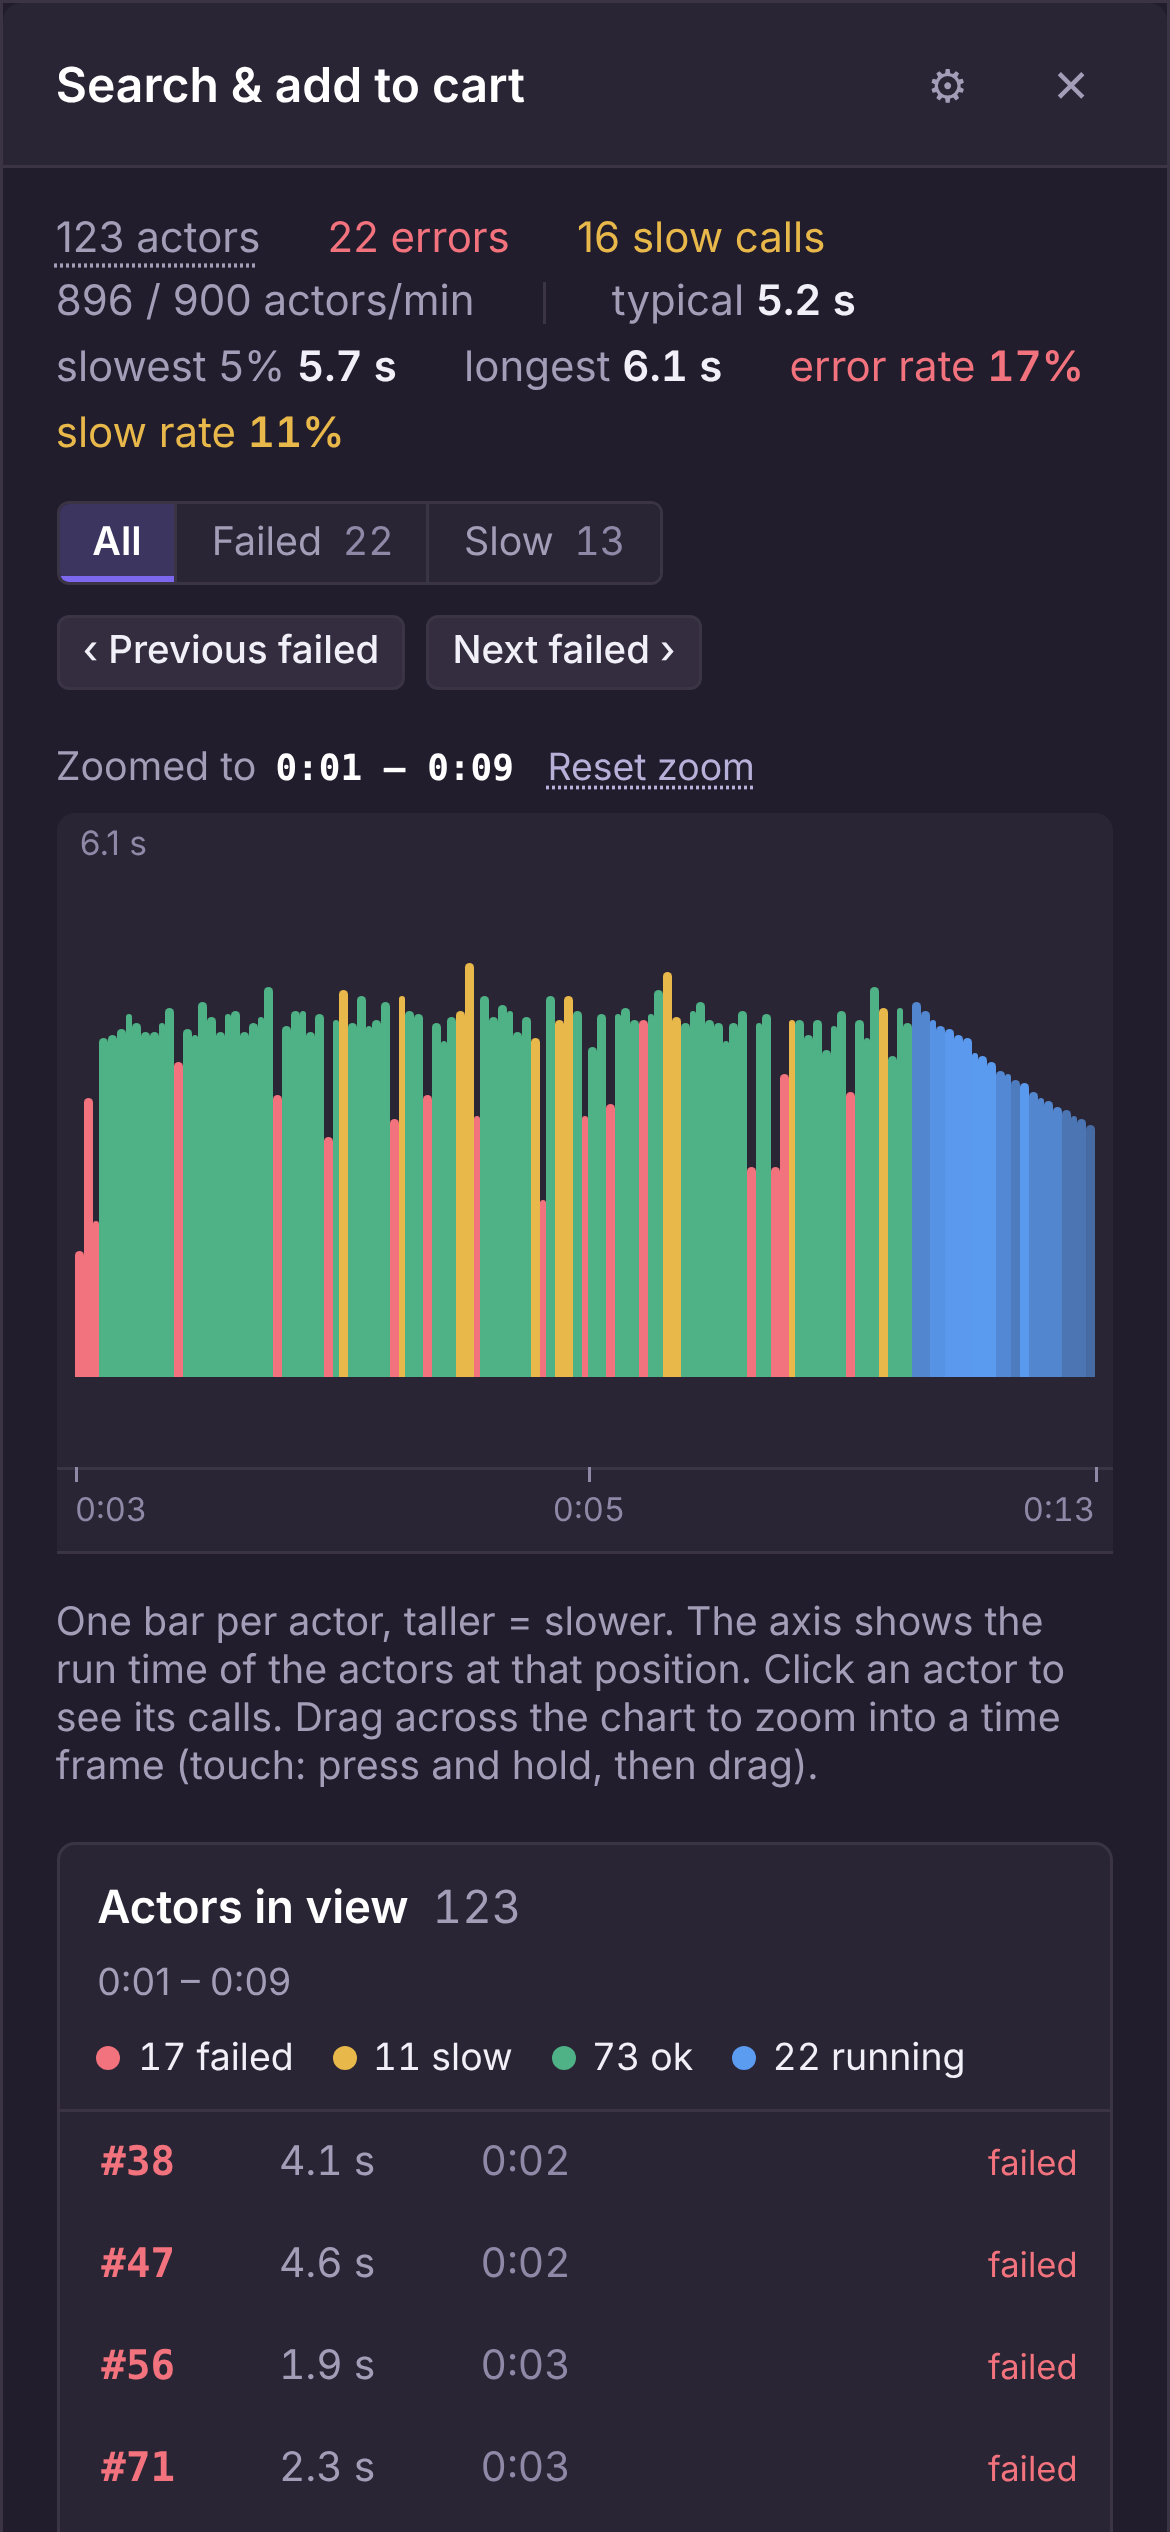 Search & add to cart ⚙ ✕
123 actors 22 errors 16 slow calls
896 / 900 actors/min typical 5.2 s
slowest 5% 5.7 s longest 6.1 s error rate 17%
slow rate 11%
All Failed 22 Slow 13
‹ Previous failed Next failed ›
Zoomed to 0:01 – 0:09 Reset zoom
6.1 s
0:03 0:05 0:13
One bar per actor, taller = slower. The axis shows the
run time of the actors at that position. Click an actor to
see its calls. Drag across the chart to zoom into a time
frame (touch: press and hold, then drag).
Actors in view 123
0:01 – 0:09
17 failed 11 slow 73 ok 22 running
#38 4.1 s 0:02 failed
#47 4.6 s 0:02 failed
#56 1.9 s 0:03 failed
#71 2.3 s 0:03 failed